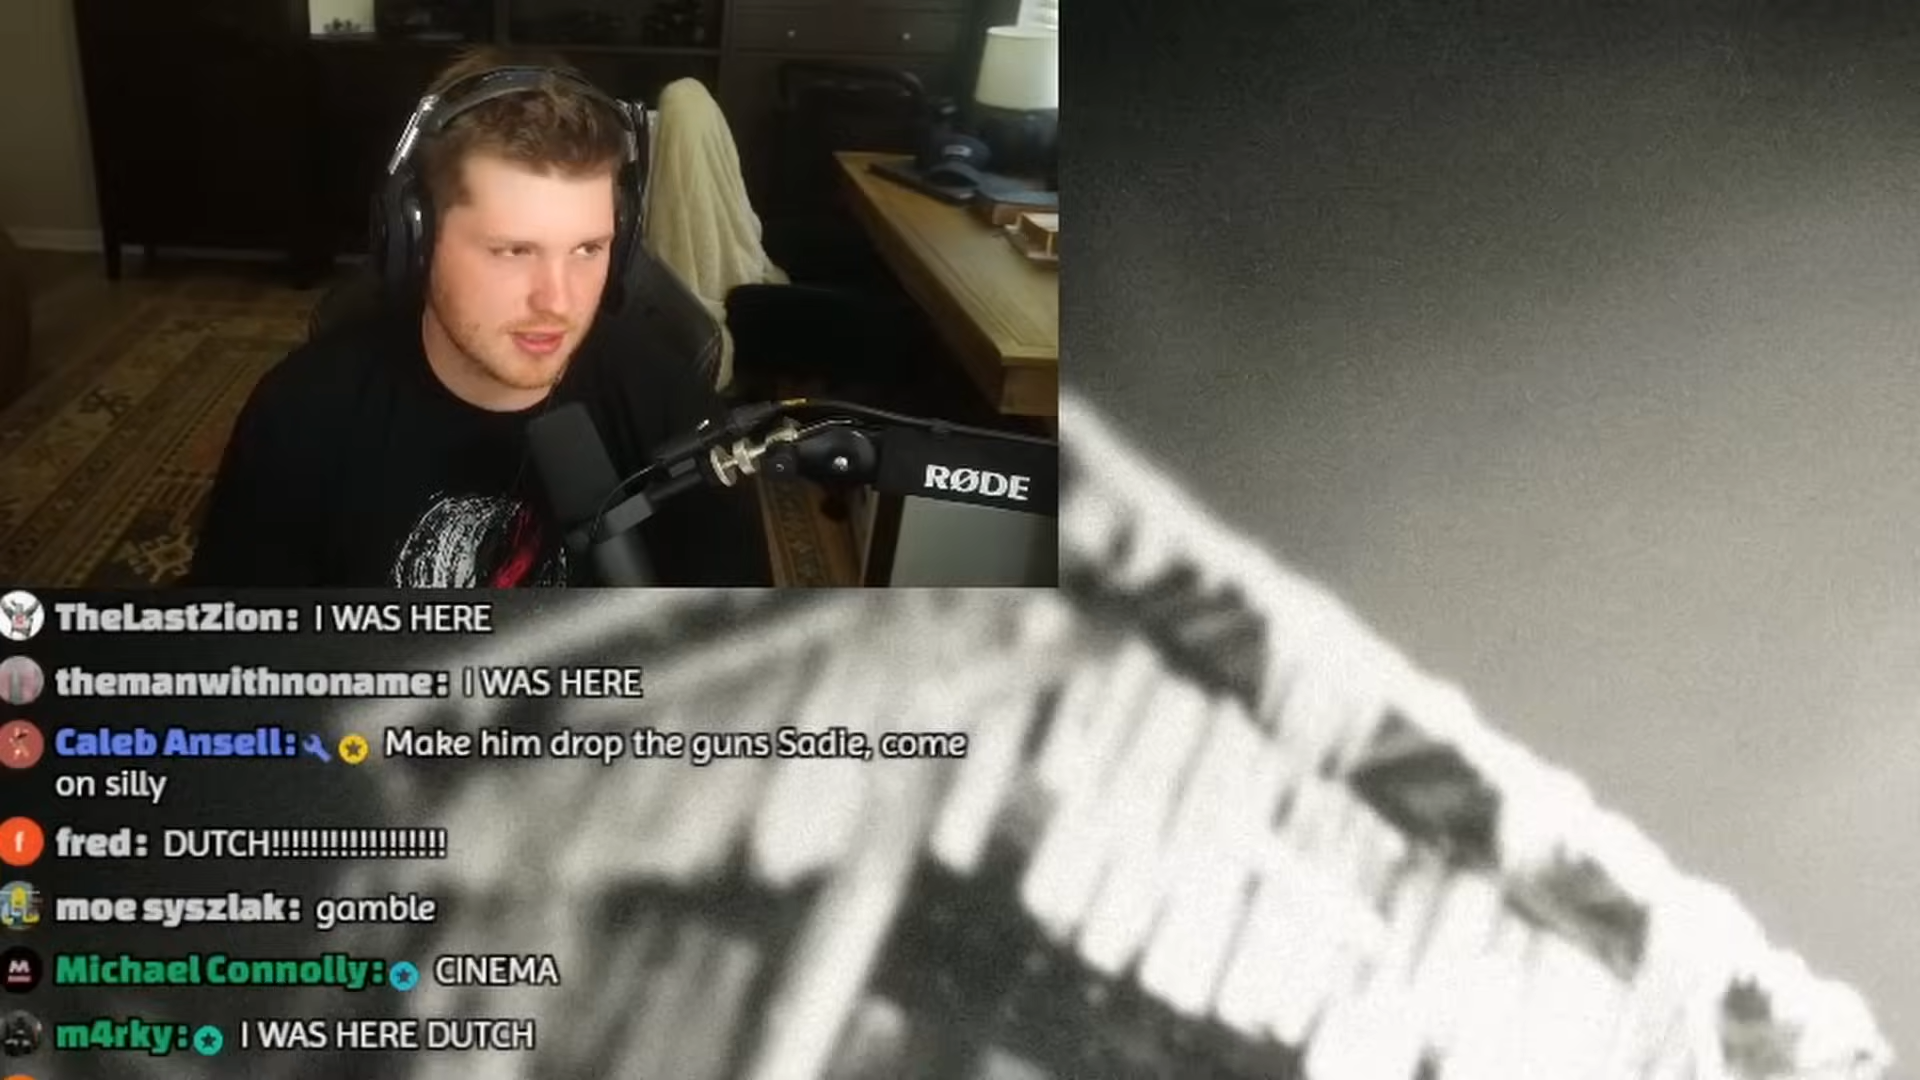 RØDE
TheLastZion: I WAS HERE
themanwithnoname: I WAS HERE
Caleb Ansell: Make him drop the guns Sadie, come
on silly
f fred: DUTCH!!!!!!!!!!!!!!!!!!
moe syszlak: gamble
M Michael Connolly: CINEMA
m4rky: I WAS HERE DUTCH